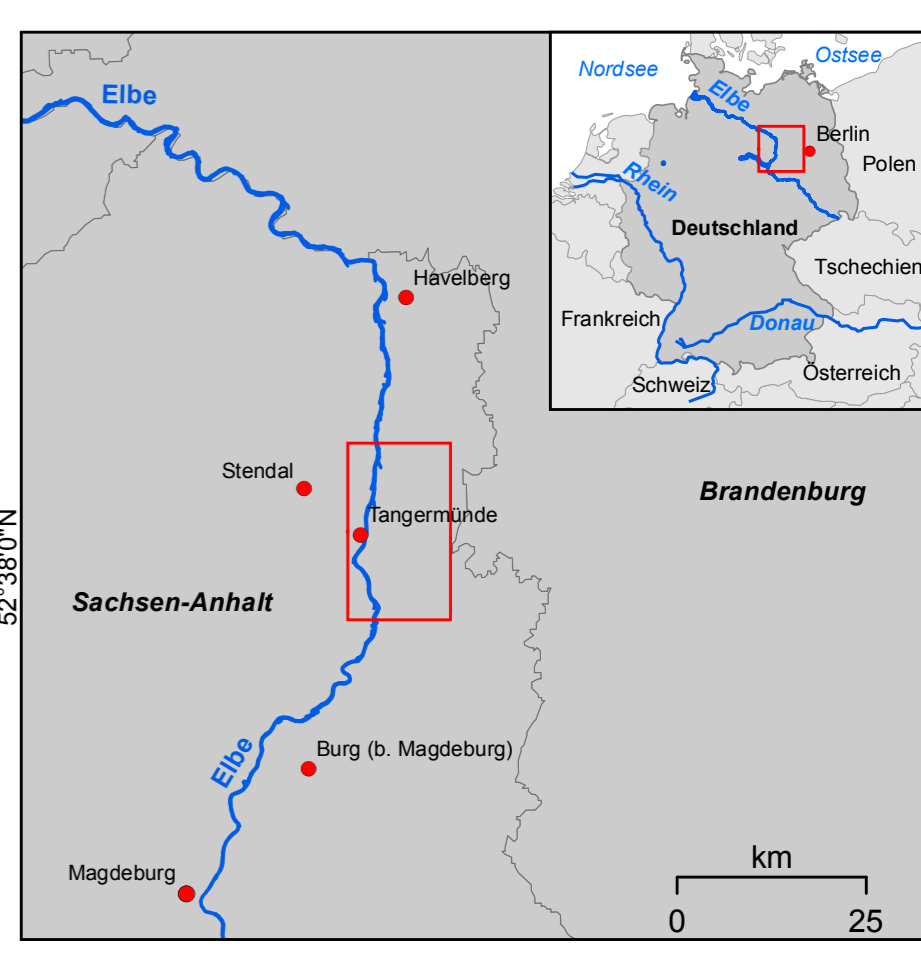 Elbe
Nordsee
Ostsee
Elbe
Berlin
Polen
Rhein
Deutschland
Tschechien
Frankreich
Donau
Schweiz
Österreich
Havelberg
Stendal
Brandenburg
Tangermünde
52°38'0"N
Sachsen-Anhalt
Elbe
Burg (b. Magdeburg)
Magdeburg
km
0 25